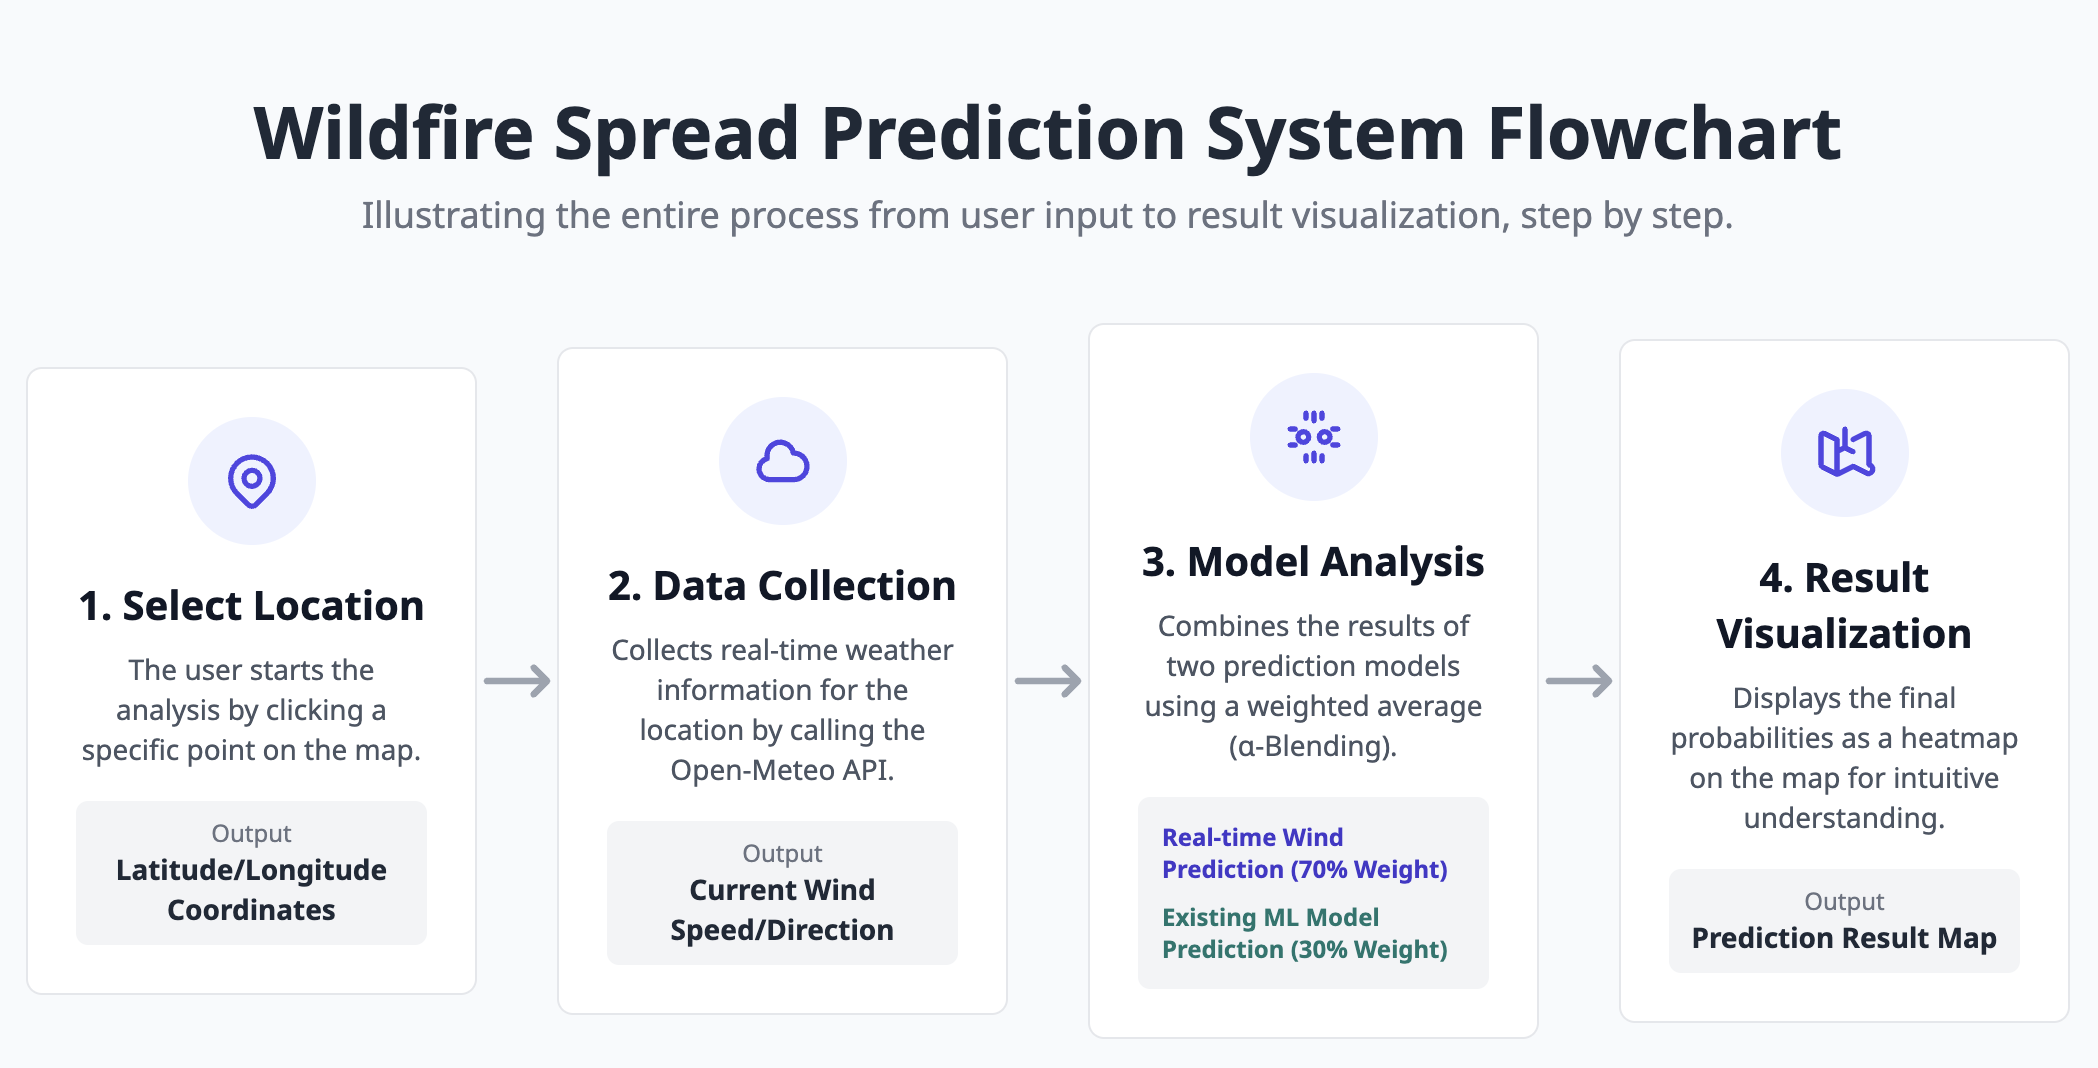 Wildfire Spread Prediction System Flowchart
Illustrating the entire process from user input to result visualization, step by step.
1. Select Location
The user starts the
analysis by clicking a
specific point on the map.
Output
Latitude/Longitude
Coordinates
2. Data Collection
Collects real-time weather
information for the
location by calling the
Open-Meteo API.
Output
Current Wind
Speed/Direction
3. Model Analysis
Combines the results of
two prediction models
using a weighted average
(α-Blending).
Real-time Wind
Prediction (70% Weight)
Existing ML Model
Prediction (30% Weight)
4. Result
Visualization
Displays the final
probabilities as a heatmap
on the map for intuitive
understanding.
Output
Prediction Result Map